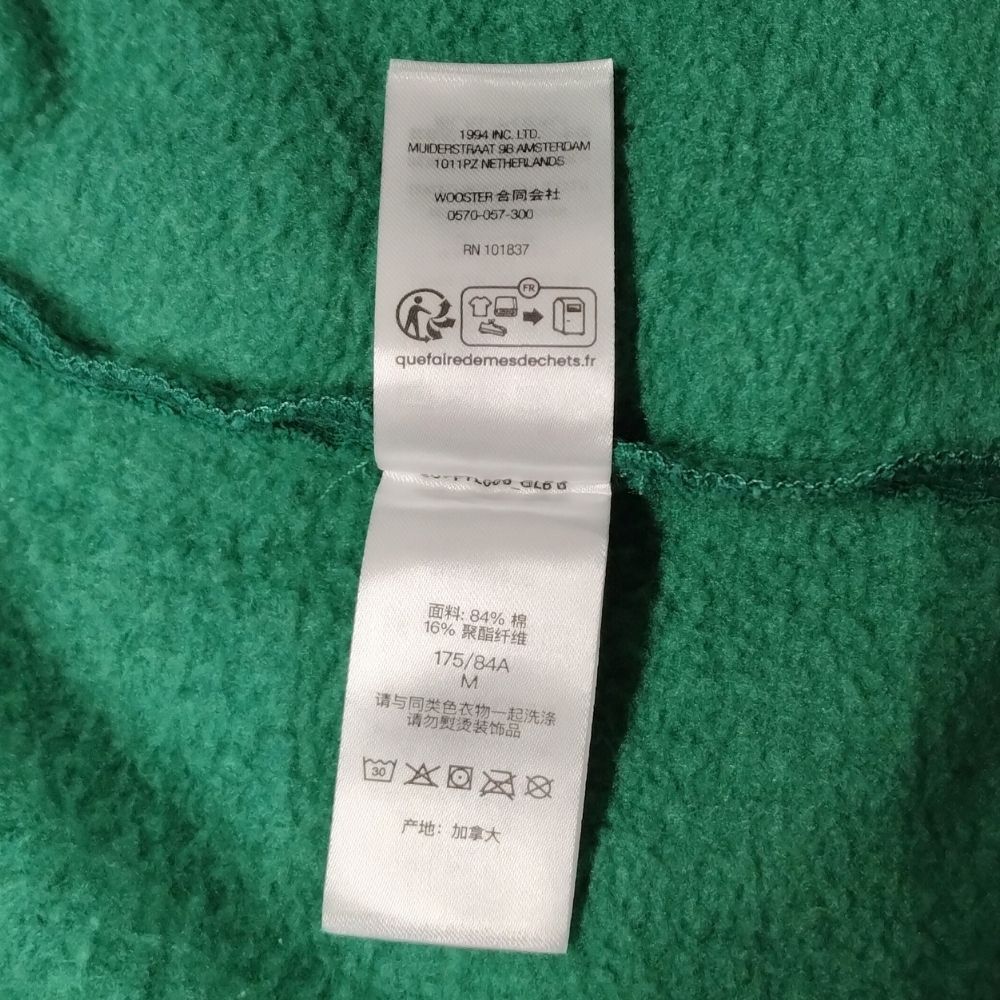 1994 INC. LTD.
MUIDERSTRAAT 9B AMSTERDAM
1011PZ NETHERLANDS
WOOSTER 合同会社
0570-057-300
RN 101837
FR
quefairedemesdechets.fr
面料: 84% 棉
16% 聚酯纤维
175/84A
M
请与同类色衣物一起洗涤
请勿熨烫装饰品
30
产地: 加拿大